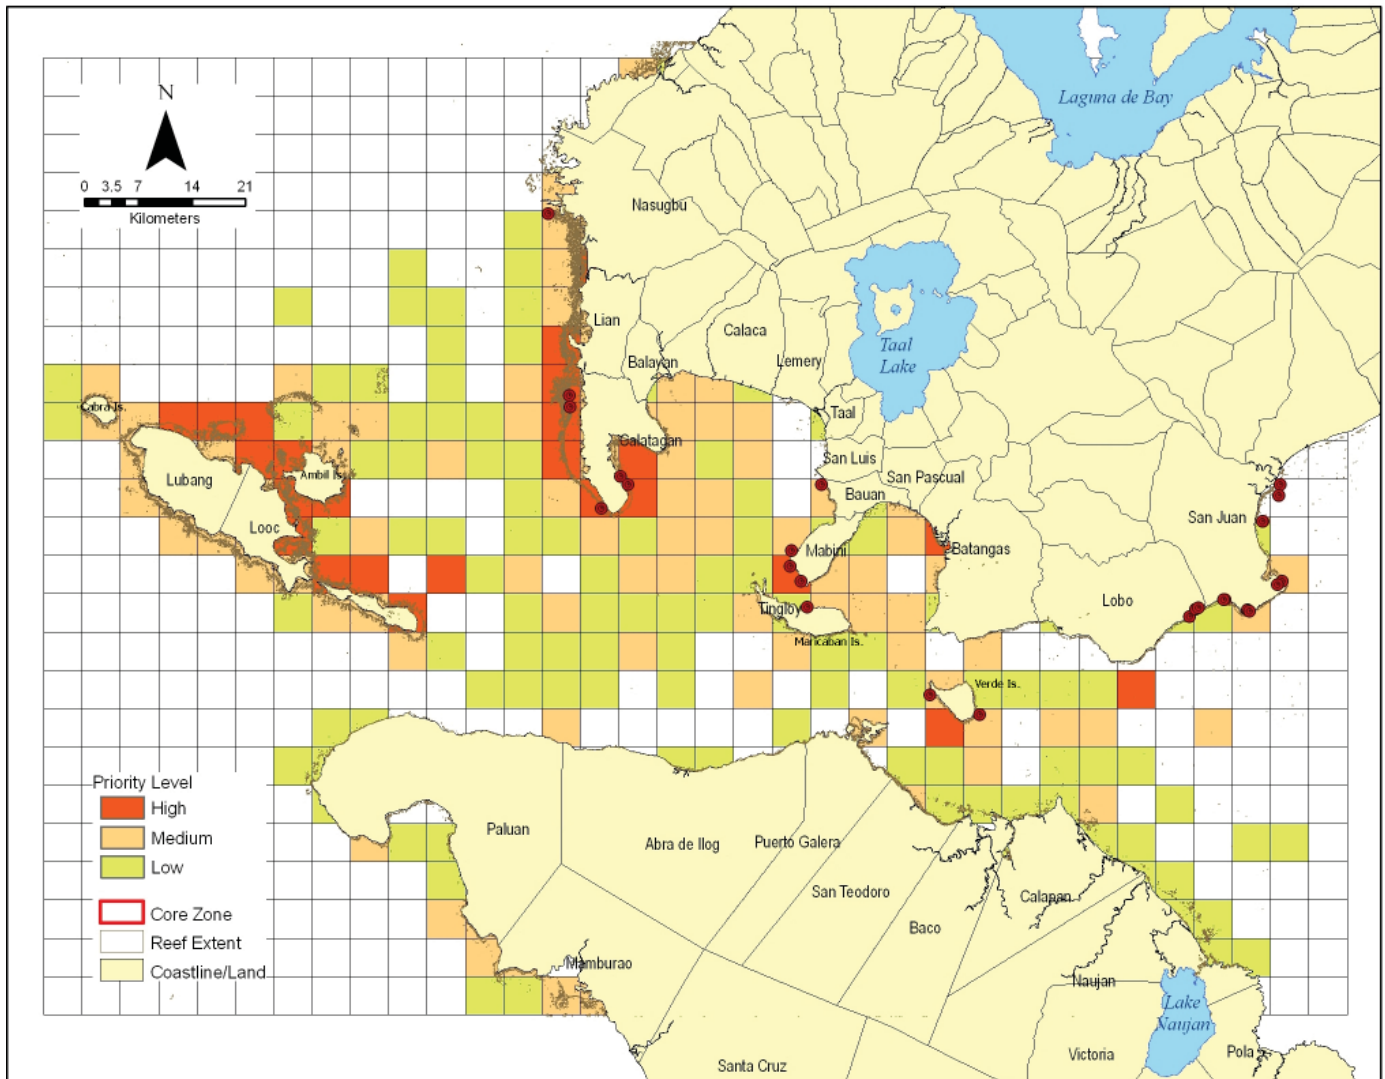 N
0 3.5 7 14 21
Kilometers
Laguna de Bay
Nasugbu
Lian
Calaca
Taal
Lake
Balayan
Lemery
Cabra Is.
Taal
Calatagan
San Luis
Lubang
Ambil Is.
San Pascual
Bauan
San Juan
Looc
Mabini
Batangas
Tingloy
Lobo
Maricaban Is.
Verde Is.
Priority Level
High
Medium
Low
Core Zone
Reef Extent
Coastline/Land
Paluan
Abra de Ilog
Puerto Galera
San Teodoro
Calapan
Baco
Mamburao
Naujan
Lake
Naujan
Santa Cruz
Victoria
Pola